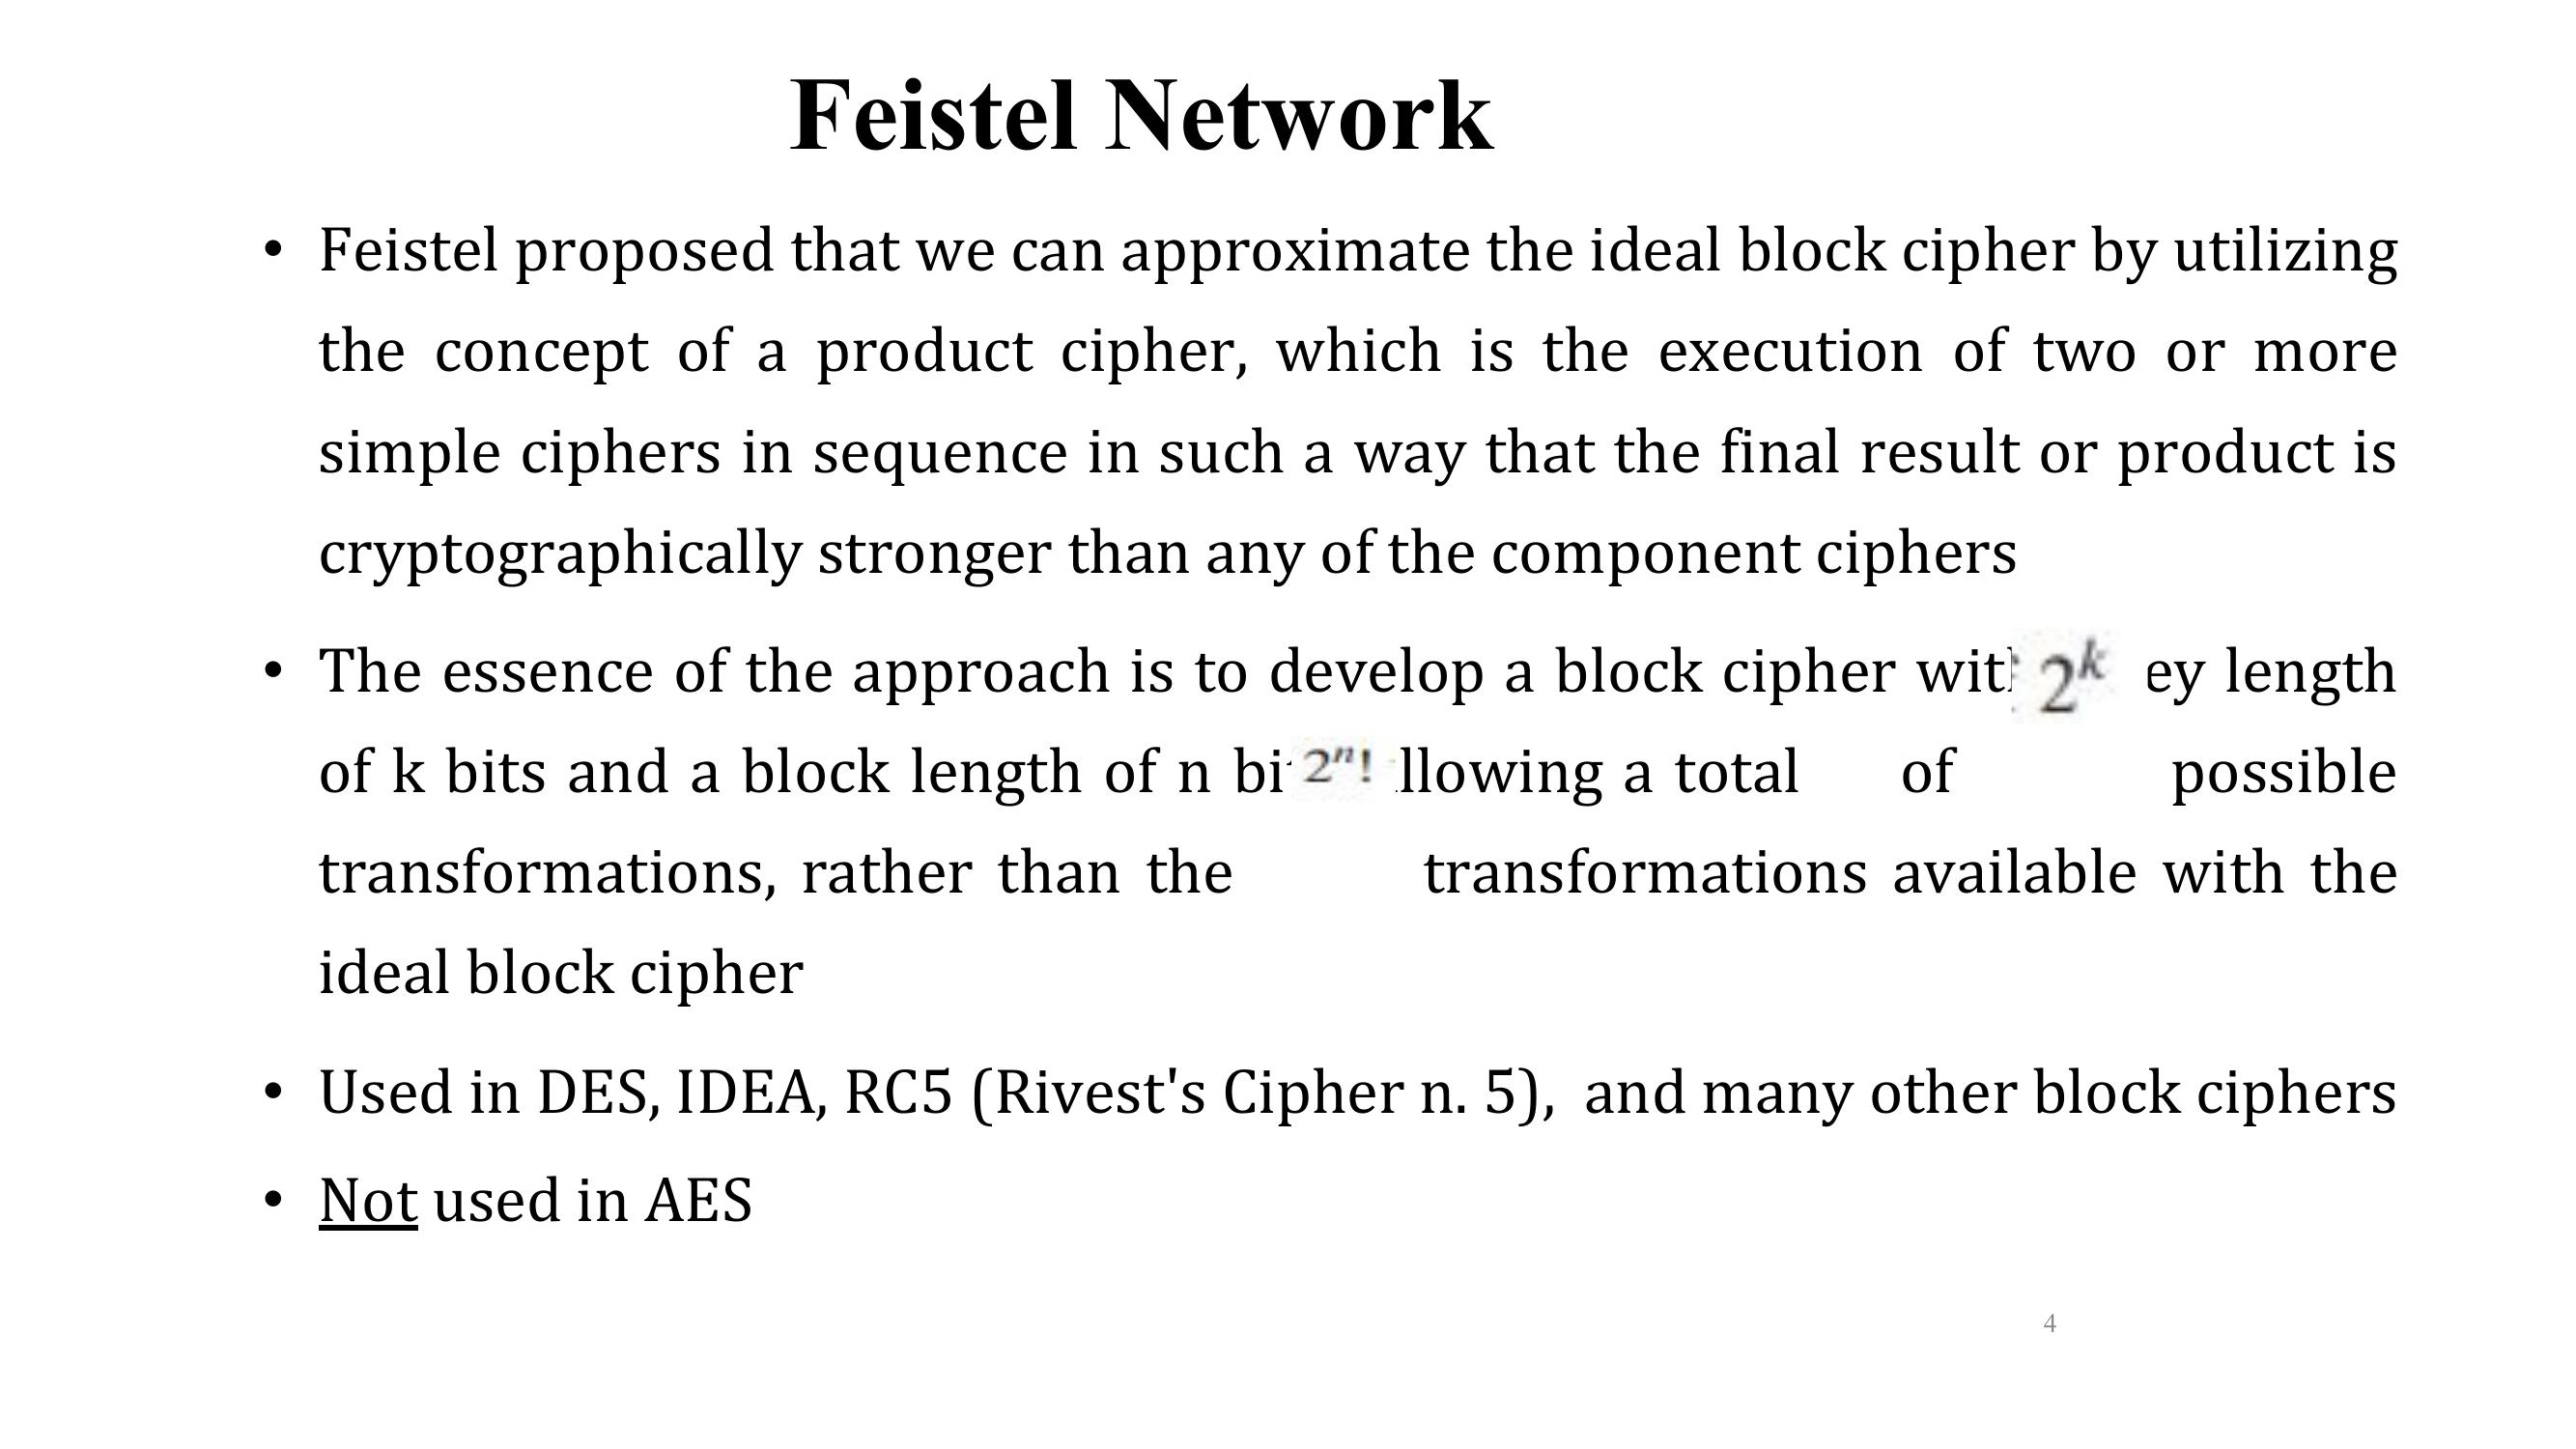 Feistel Network
• Feistel proposed that we can approximate the ideal block cipher by utilizing
the concept of a product cipher, which is the execution of two or more
simple ciphers in sequence in such a way that the final result or product is
cryptographically stronger than any of the component ciphers
• The essence of the approach is to develop a block cipher with 2^k ey length
of k bits and a block length of n bi 2^n! llowing a total of possible
transformations, rather than the transformations available with the
ideal block cipher
• Used in DES, IDEA, RC5 (Rivest's Cipher n. 5), and many other block ciphers
• Not used in AES
4